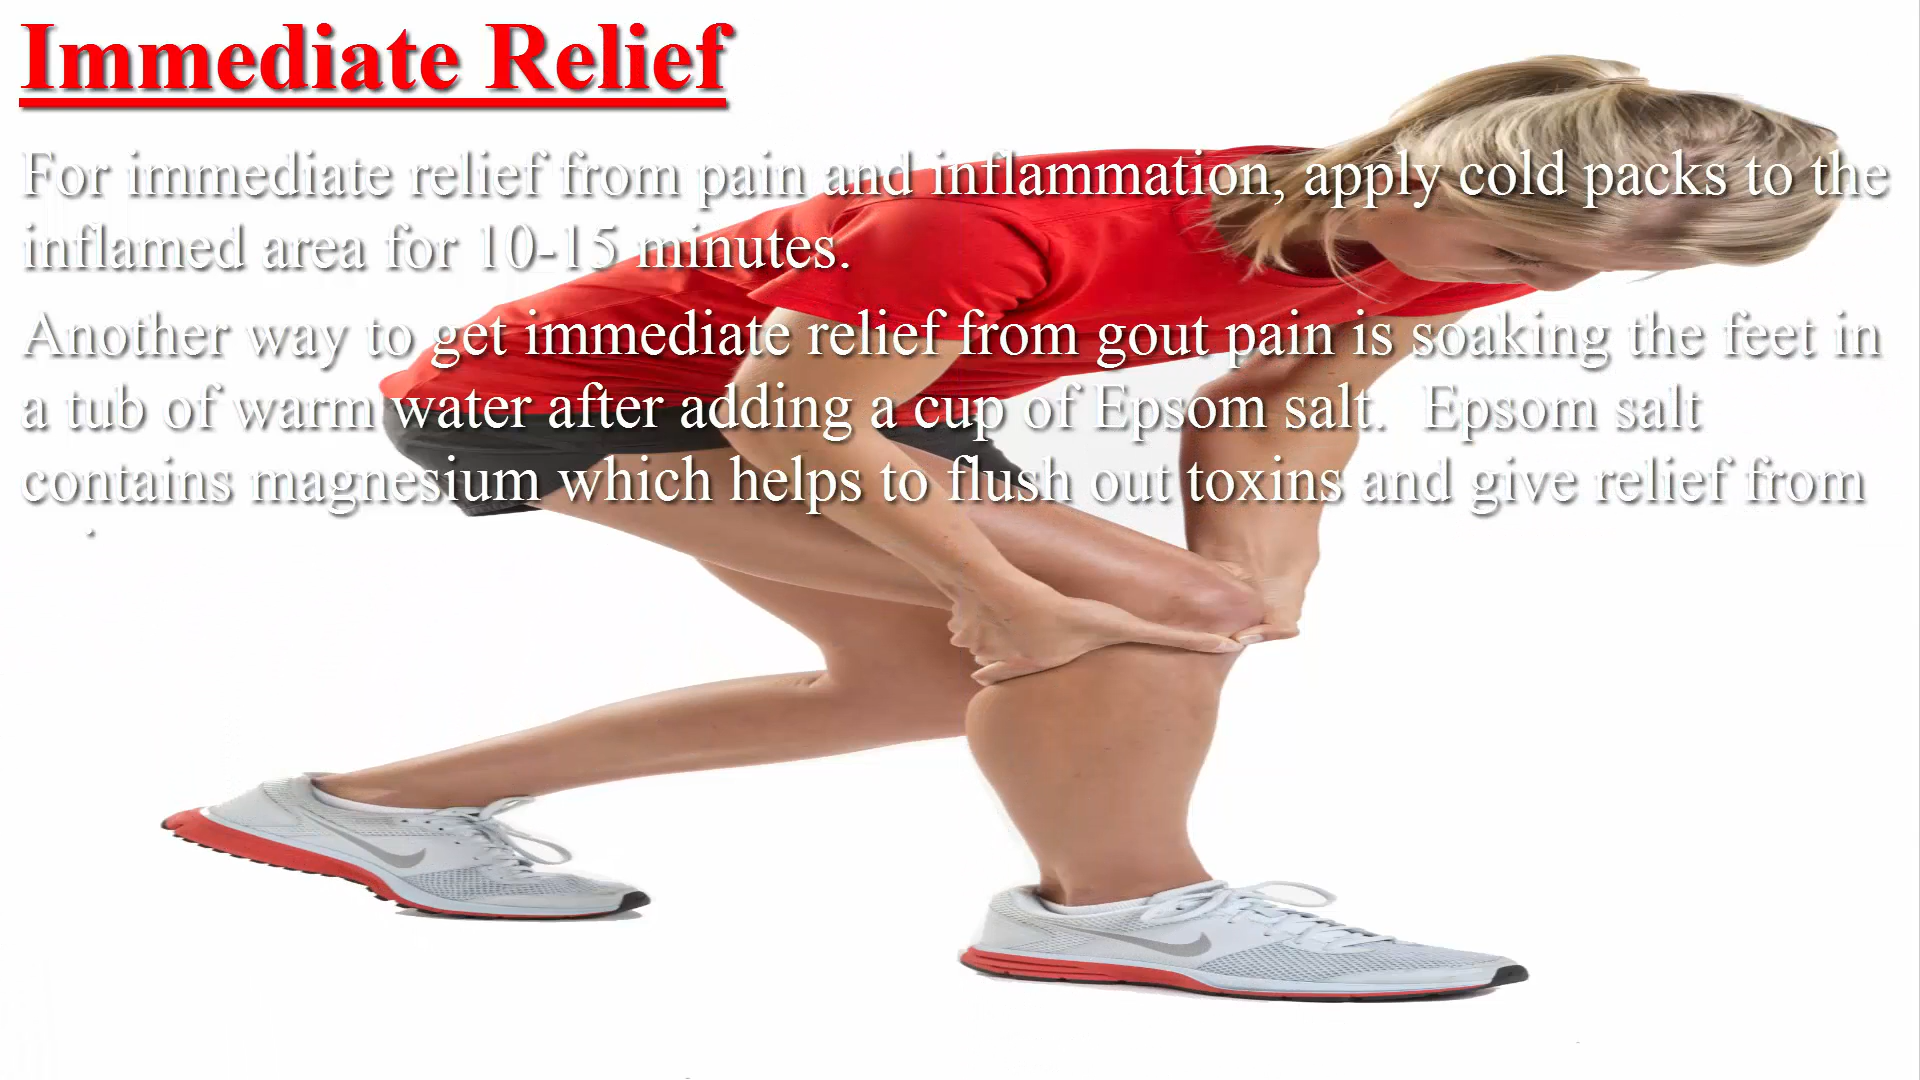 Immediate Relief
For immediate relief from pain and inflammation, apply cold packs to the
inflamed area for 10-15 minutes.
Another way to get immediate relief from gout pain is soaking the feet in
a tub of warm water after adding a cup of Epsom salt.  Epsom salt
contains magnesium which helps to flush out toxins and give relief from